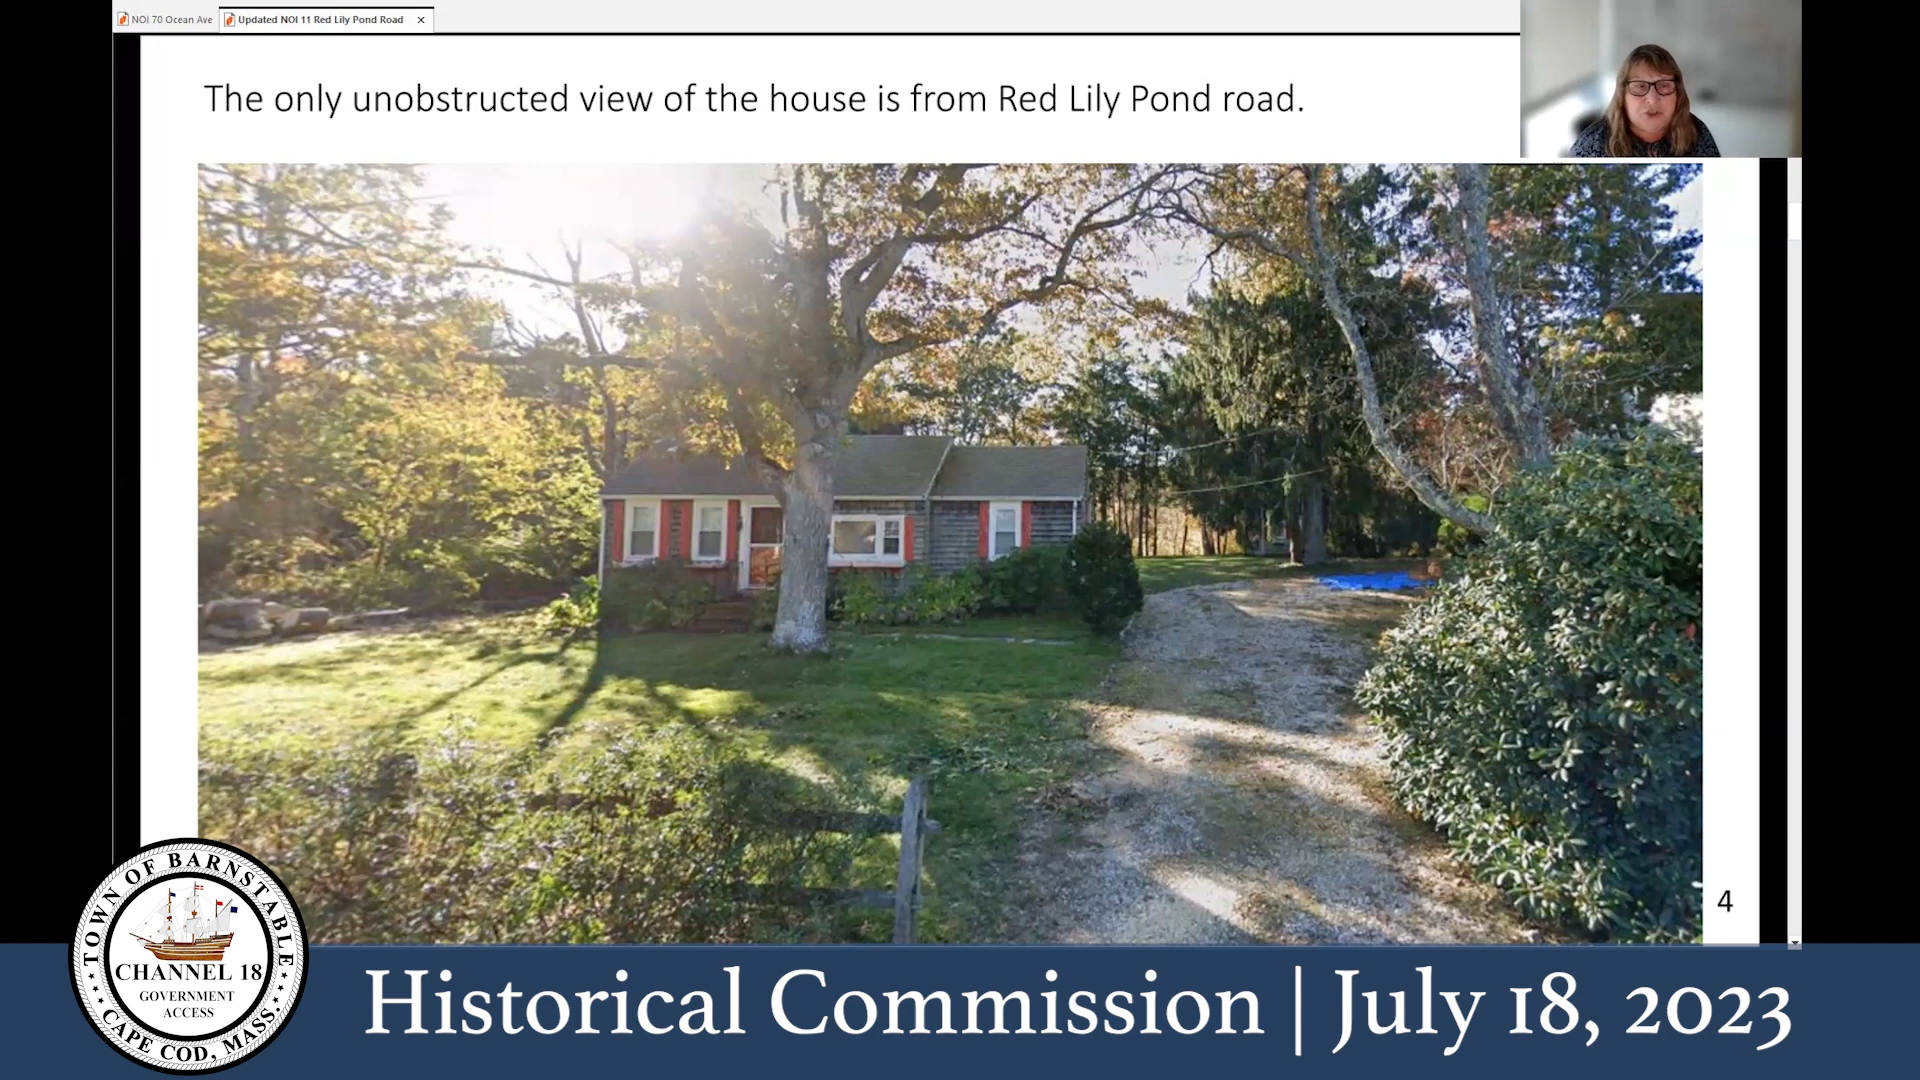 NOI 70 Ocean Ave
Updated NOI 11 Red Lily Pond Road
The only unobstructed view of the house is from Red Lily Pond road.
4
TOWN OF BARNSTABLE
CHANNEL 18
GOVERNMENT
ACCESS
CAPE COD, MASS.
Historical Commission | July 18, 2023